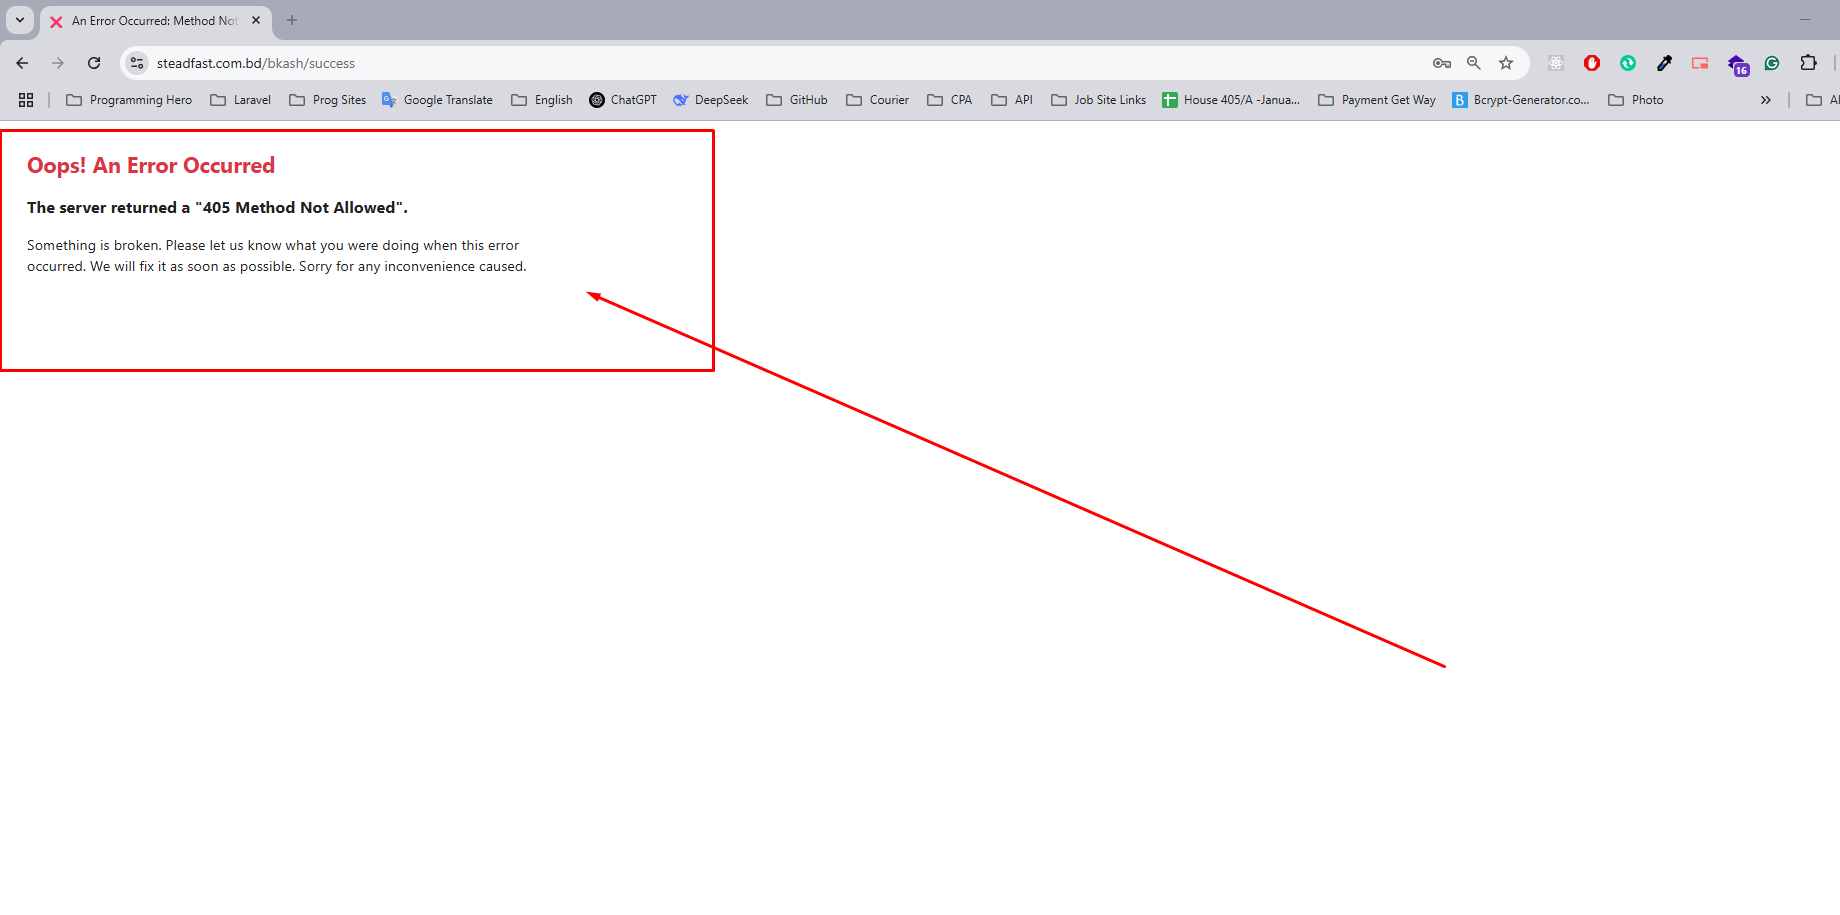 An Error Occurred: Method Not
steadfast.com.bd/bkash/success
16
Programming Hero Laravel Prog Sites Google Translate English ChatGPT DeepSeek GitHub Courier CPA API Job Site Links House 405/A -Janua... Payment Get Way Bcrypt-Generator.co... Photo
Oops! An Error Occurred
The server returned a "405 Method Not Allowed".
Something is broken. Please let us know what you were doing when this error
occurred. We will fix it as soon as possible. Sorry for any inconvenience caused.